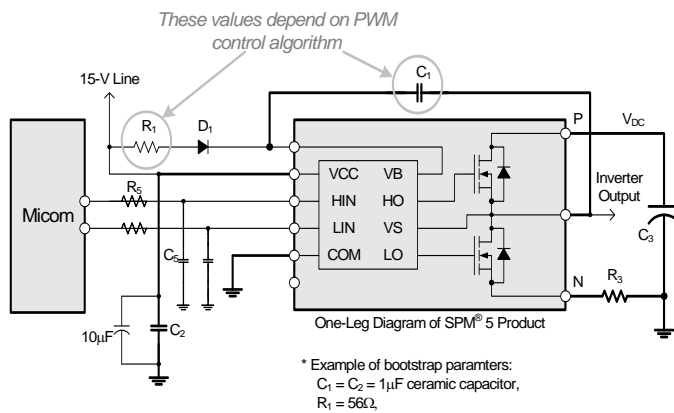 These values depend on PWM
control algorithm
15-V Line
C1
R1
D1
P
VDC
VCC
VB
R5
HIN
HO
Inverter
Output
Micom
LIN
VS
C3
C5
COM
LO
R3
N
10μF
C2
One-Leg Diagram of SPM® 5 Product
* Example of bootstrap paramters:
C1 = C2 = 1μF ceramic capacitor,
R1 = 56Ω,